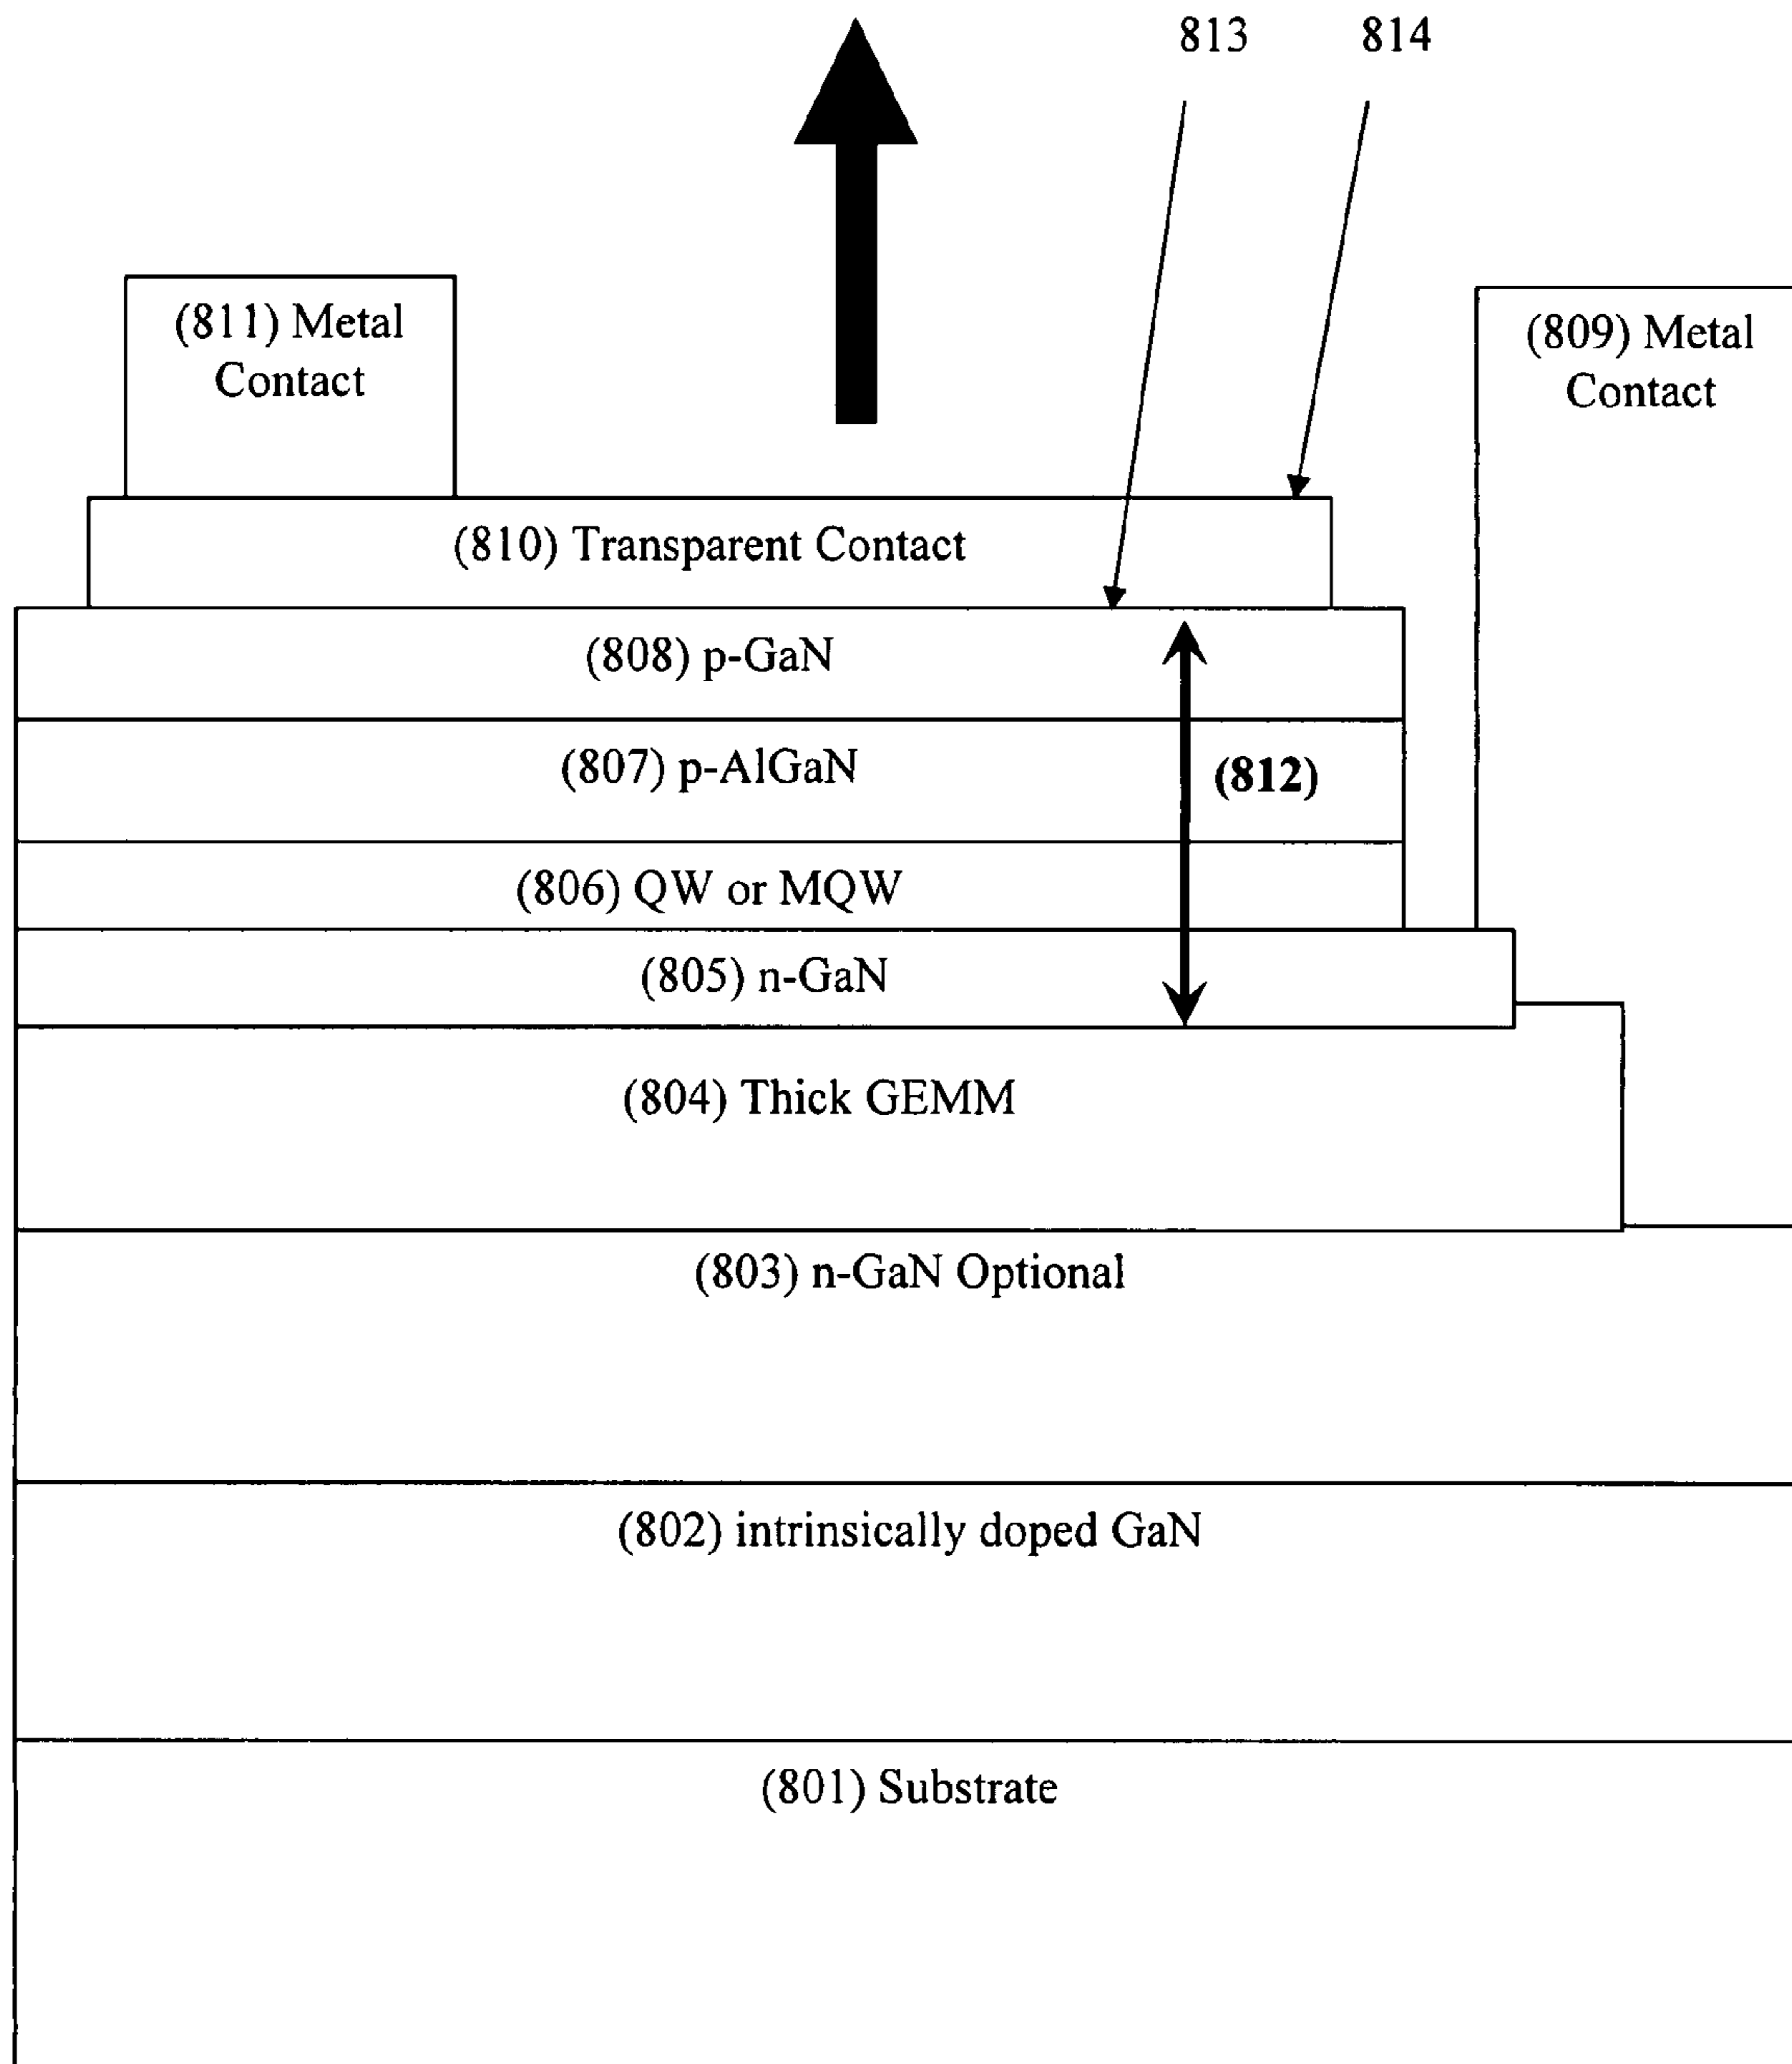 813
814
(811) Metal
Contact
(809) Metal
Contact
(810) Transparent Contact
(808) p-GaN
(807) p-AlGaN
(812)
(806) QW or MQW
(805) n-GaN
(804) Thick GEMM
(803) n-GaN Optional
(802) intrinsically doped GaN
(801) Substrate